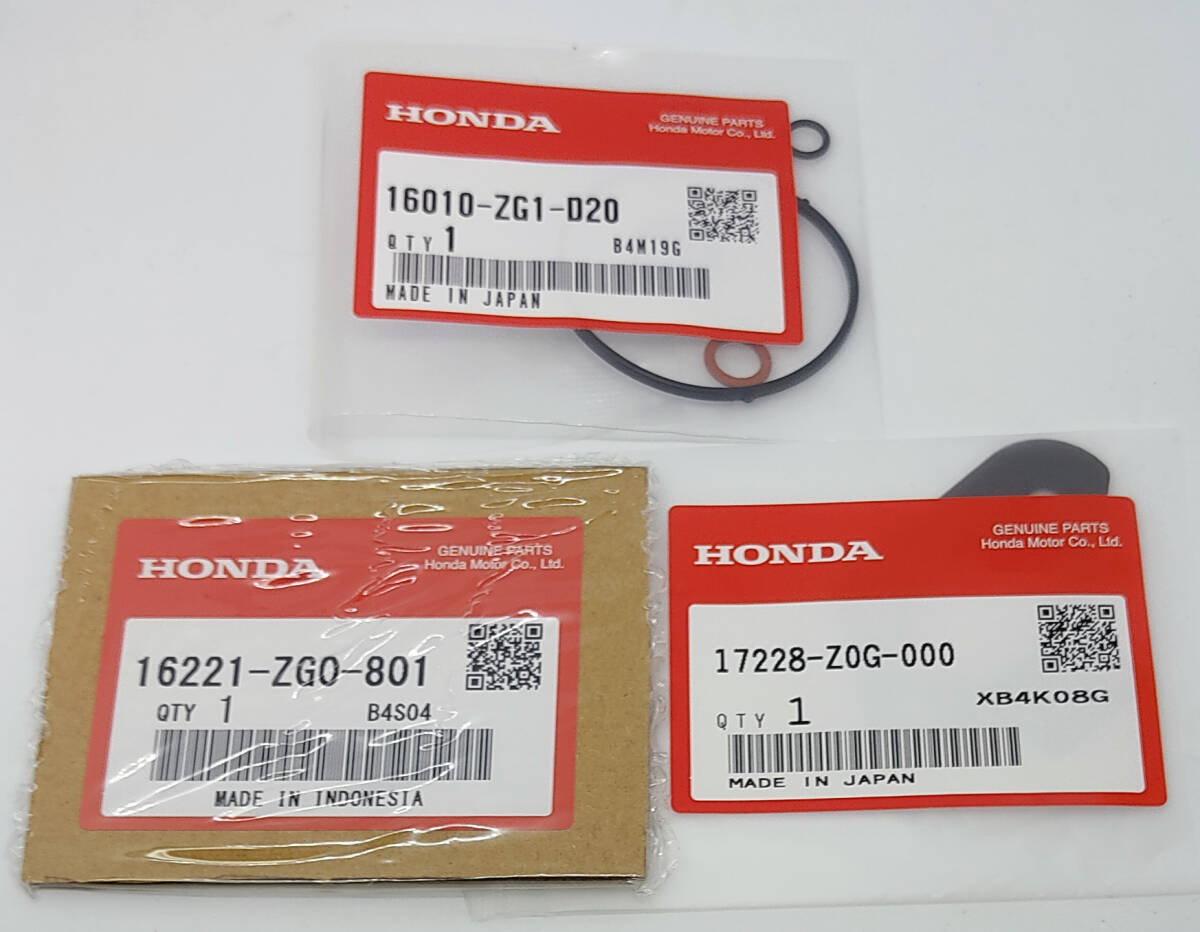 HONDA
GENUINE PARTS
Honda Motor Co., Ltd.
16010-ZG1-D20
QTY 1
B4M19G
MADE IN JAPAN
HONDA
GENUINE PARTS
Honda Motor Co., Ltd.
16221-ZG0-801
QTY 1
B4S04
MADE IN INDONESIA
HONDA
GENUINE PARTS
Honda Motor Co., Ltd.
17228-Z0G-000
XB4K08G
QTY 1
MADE IN JAPAN